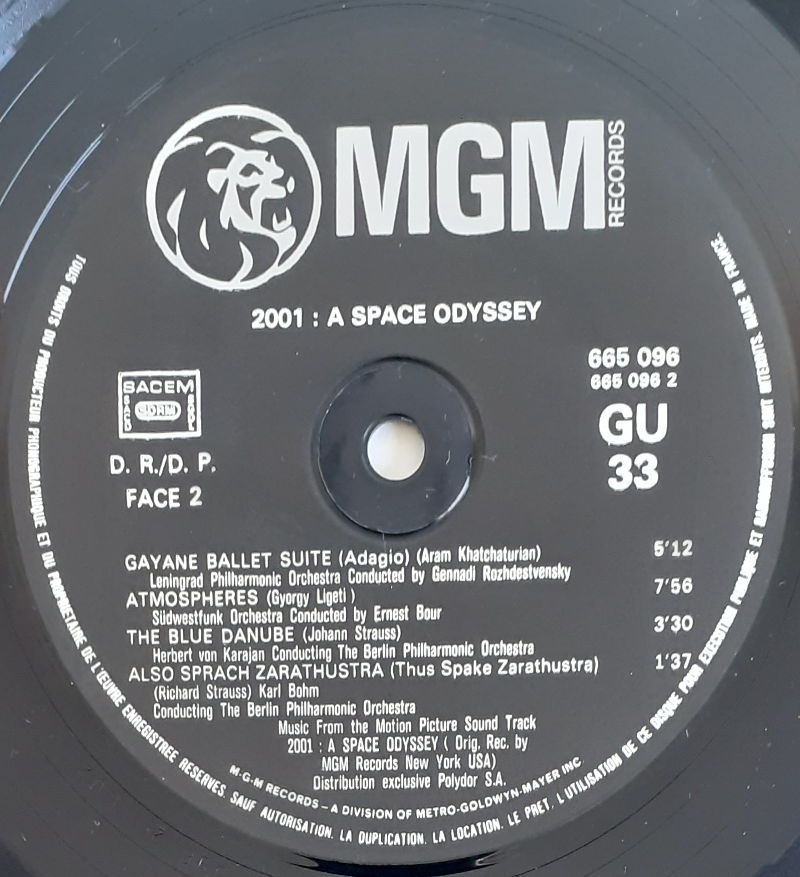 MGM RECORDS
2001 : A SPACE ODYSSEY
SACEM
SACD SDRM SGDL
D. R./D. P.
FACE 2
665 096
665 096 2
GU
33
GAYANE BALLET SUITE (Adagio) (Aram Khatchaturian) 5'12
Leningrad Philharmonic Orchestra Conducted by Gennadi Rozhdestvensky
ATMOSPHERES (Gyorgy Ligeti ) 7'56
Südwestfunk Orchestra Conducted by Ernest Bour
THE BLUE DANUBE (Johann Strauss) 3'30
Herbert von Karajan Conducting The Berlin Philharmonic Orchestra
ALSO SPRACH ZARATHUSTRA (Thus Spake Zarathustra) 1'37
(Richard Strauss) Karl Bohm
Conducting The Berlin Philharmonic Orchestra
Music From the Motion Picture Sound Track
2001 : A SPACE ODYSSEY ( Orig. Rec. by
MGM Records New York USA)
Distribution exclusive Polydor S.A.
M-G-M RECORDS – A DIVISION OF METRO-GOLDWYN-MAYER INC.
TOUS DROITS DU PRODUCTEUR PHONOGRAPHIQUE ET DU PROPRIETAIRE DE L'ŒUVRE ENREGISTREE RESERVES. SAUF AUTORISATION. LA DUPLICATION. LA LOCATION. LE PRET. L'UTILISATION DE CE DISQUE POUR EXECUTION PUBLIQUE ET RADIODIFFUSION SONT INTERDITS. MADE IN FRANCE.